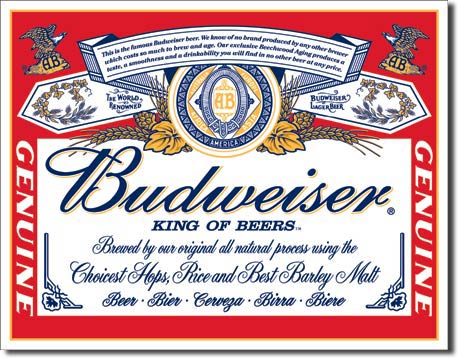 This is the famous Budweiser beer. We know of no brand produced by any other brewer
which costs so much to brew and age. Our exclusive Beechwood Aging produces a
taste, a smoothness and a drinkability you will find in no other beer at any price.
AB
AB
THE WORLD
RENOWNED
AB
AMERICA
BUDWEISER
LAGER BEER
GENUINE
GENUINE
Budweiser®
KING OF BEERS™
Brewed by our original all natural process using the
Choicest Hops, Rice and Best Barley Malt
Beer · Bier · Cerveza · Birra · Biere